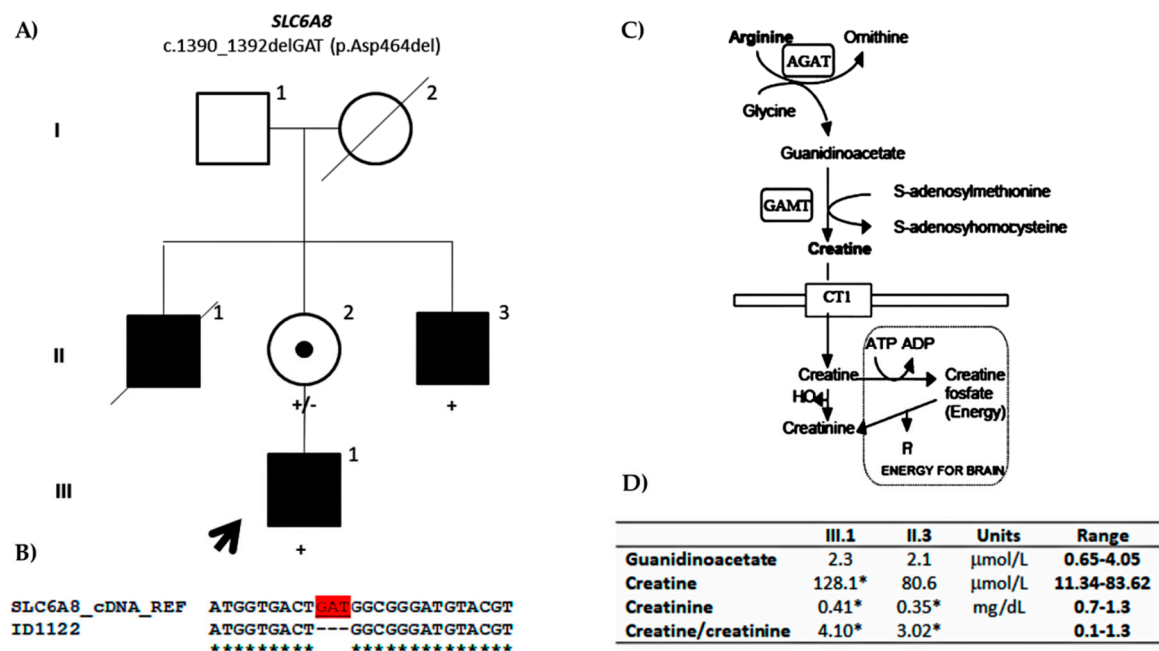 A)
SLC6A8
c.1390_1392delGAT (p.Asp464del)
1
2
I
1
2
3
II
+/-
+
1
III
+
B)
SLC6A8_cDNA_REF ATGGTGACTGATGGCGGGATGTACGT
ID1122 ATGGTGACT---GGCGGGATGTACGT
********* **************
C)
Arginine Ornithine
AGAT
Glycine
Guanidinoacetate
GAMT
S-adenosylmethionine
S-adenosyhomocysteine
Creatine
CT1
ATP ADP
Creatine
Creatine
fosfate
(Energy)
HO
Creatinine
ENERGY FOR BRAIN
D)
III.1 II.3 Units Range
Guanidinoacetate 2.3 2.1 µmol/L 0.65-4.05
Creatine 128.1* 80.6 µmol/L 11.34-83.62
Creatinine 0.41* 0.35* mg/dL 0.7-1.3
Creatine/creatinine 4.10* 3.02* 0.1-1.3